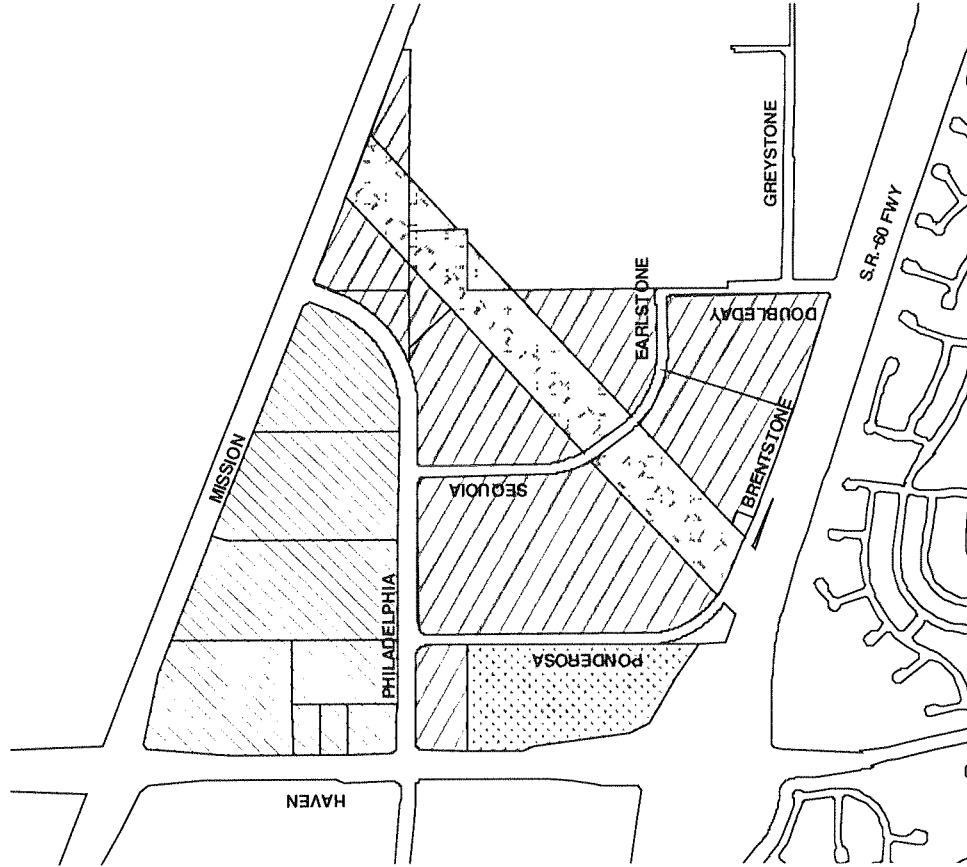 GREYSTONE
S.R.-60 FWY
EARLSTONE
DOUBLEDAY
MISSION
SEQUOIA
BRENTSTONE
PHILADELPHIA
PONDEROSA
HAVEN